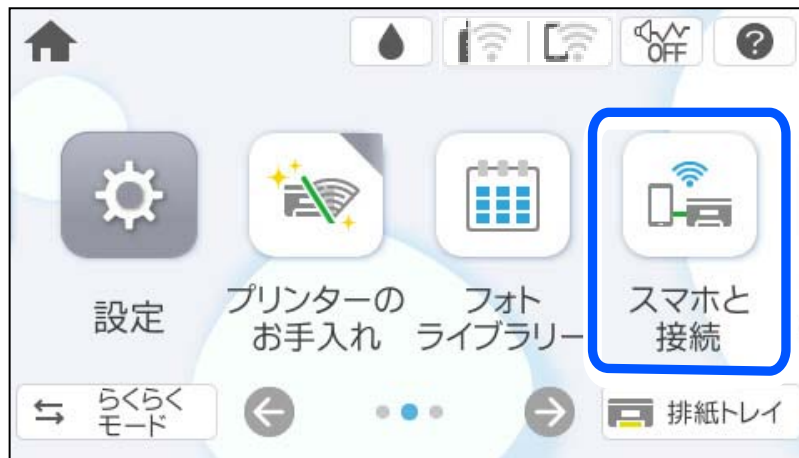 OFF
?
設定
プリンターの
お手入れ
フォト
ライブラリー
スマホと
接続
らくらく
モード
排紙トレイ